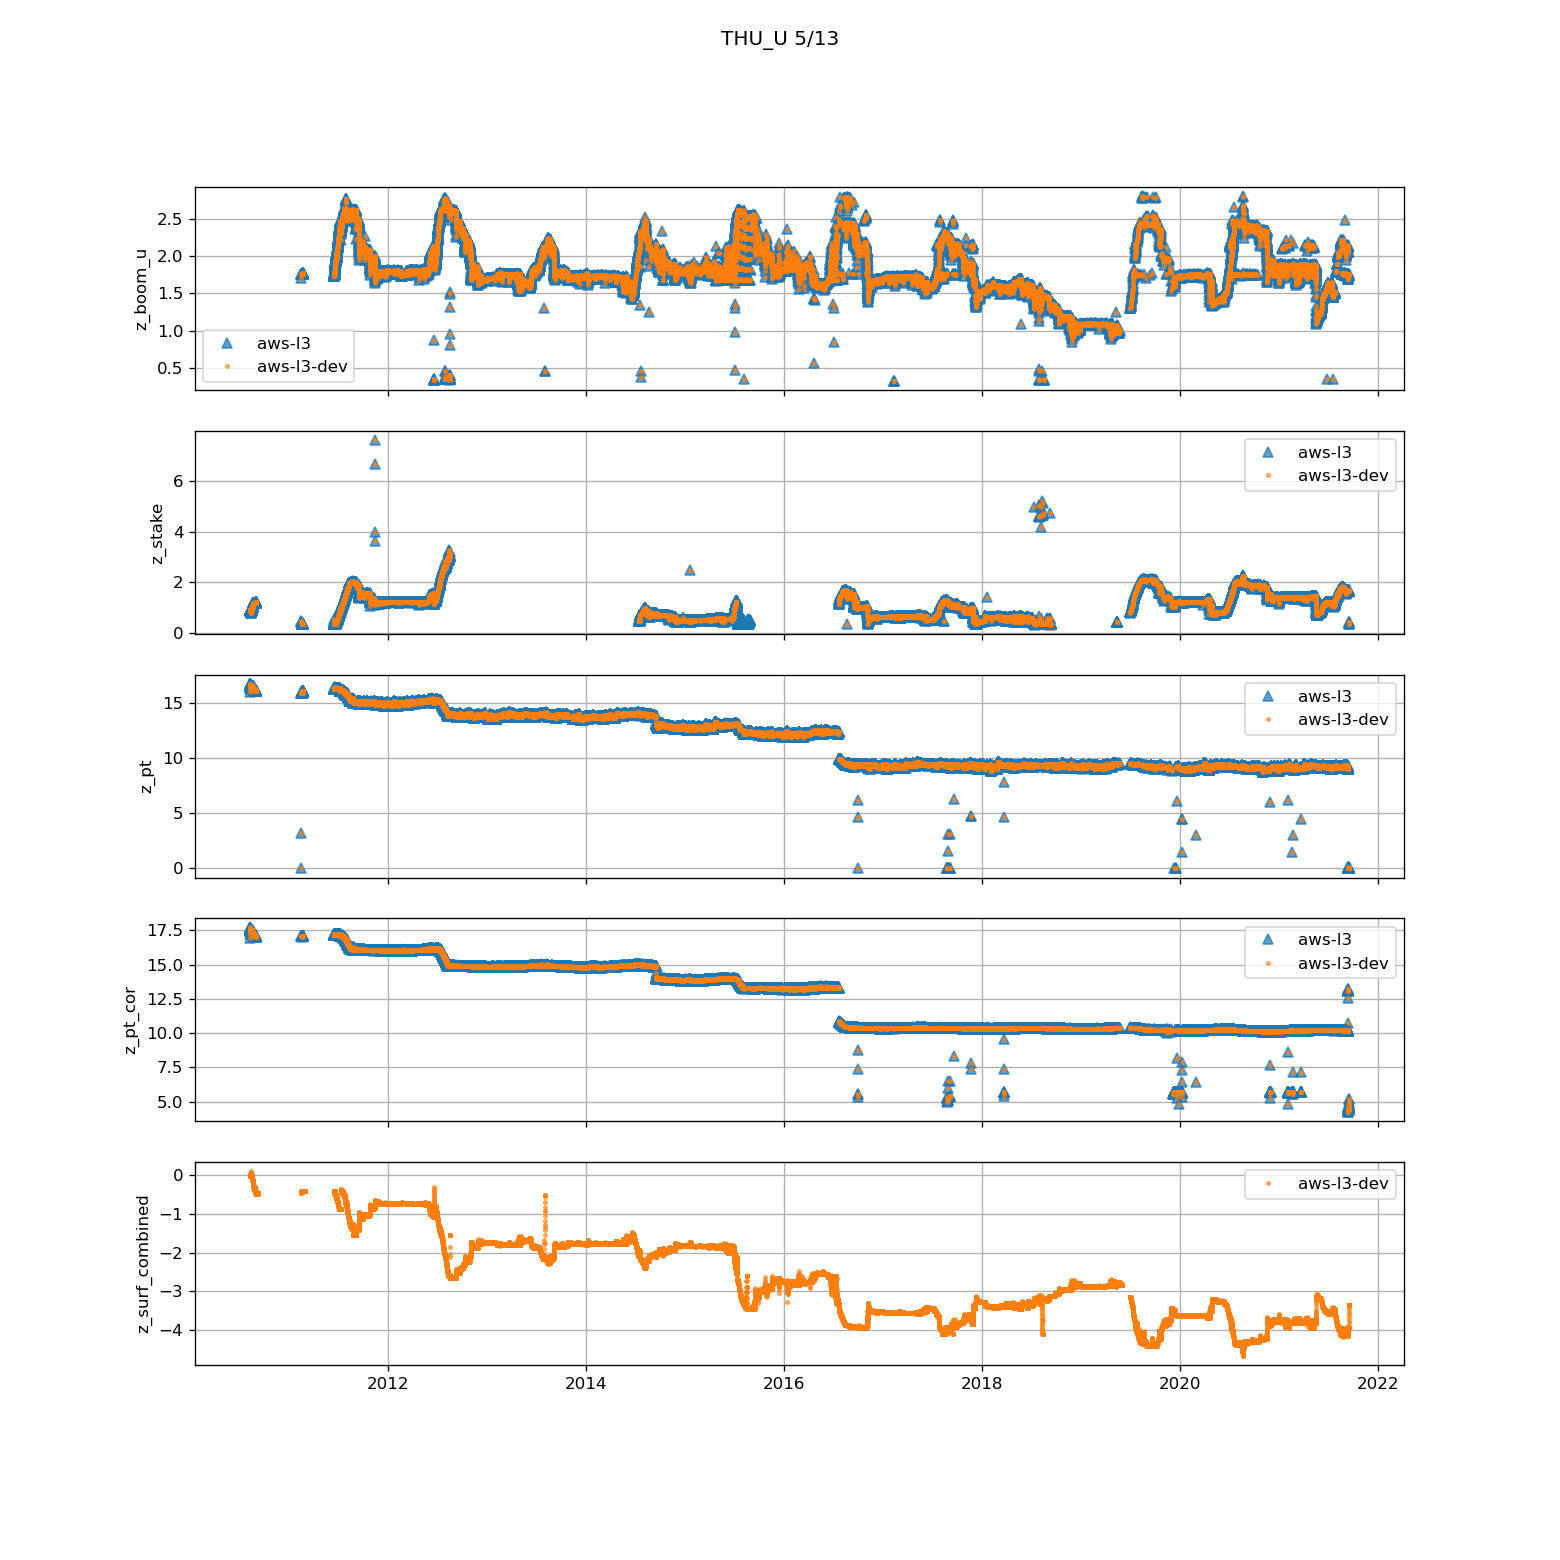 THU_U 5/13
z_boom_u
2.5
2.0
1.5
1.0
0.5
aws-l3
aws-l3-dev
z_stake
6
4
2
0
aws-l3
aws-l3-dev
z_pt
15
10
5
0
aws-l3
aws-l3-dev
z_pt_cor
17.5
15.0
12.5
10.0
7.5
5.0
aws-l3
aws-l3-dev
z_surf_combined
0
−1
−2
−3
−4
aws-l3-dev
2012 2014 2016 2018 2020 2022